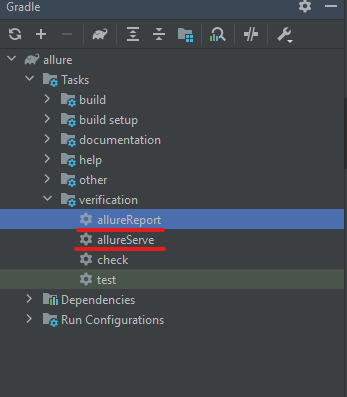 Gradle
allure
Tasks
build
build setup
documentation
help
other
verification
allureReport
allureServe
check
test
Dependencies
Run Configurations